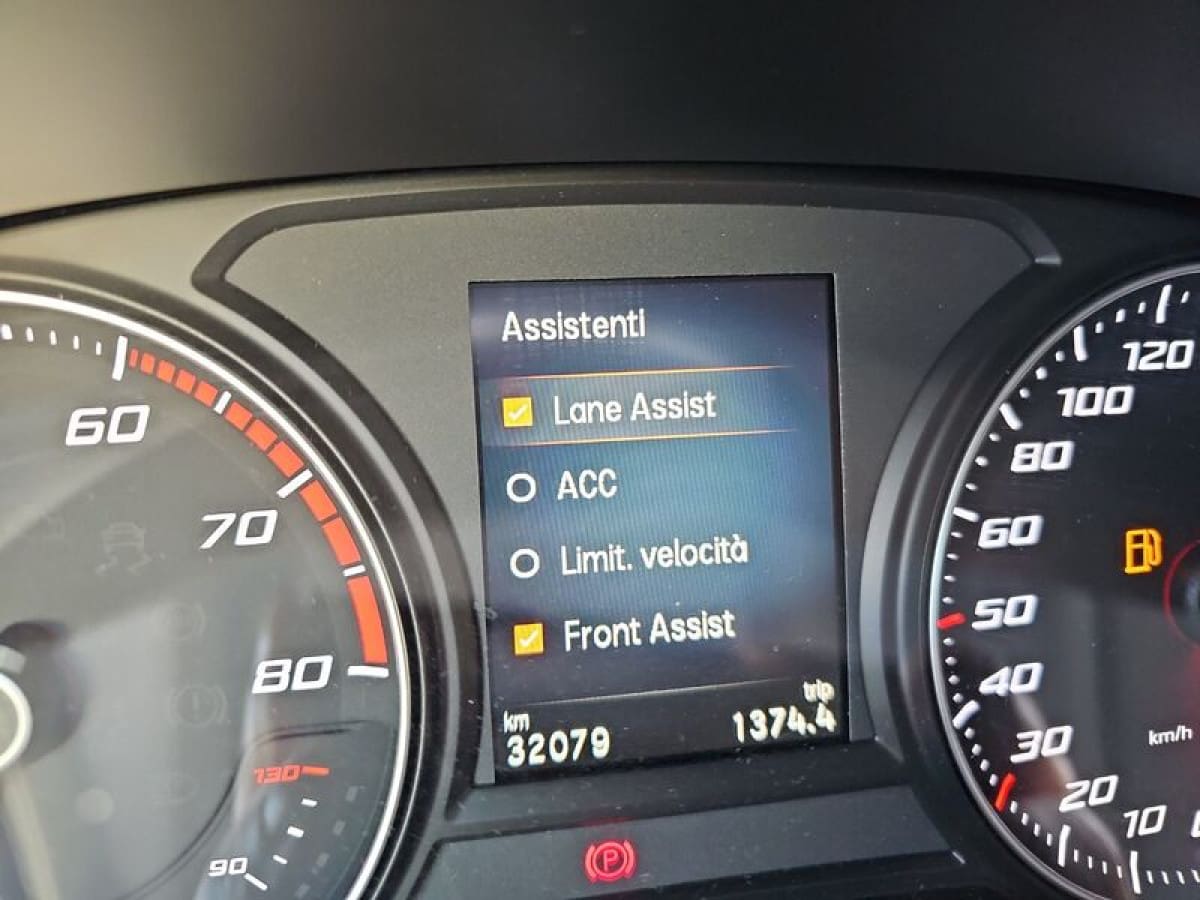 Assistenti
Lane Assist
ACC
Limit. velocità
Front Assist
km
trip
32079
1374.4
60
70
80
130
90
120
100
80
60
50
40
30
20
10
km/h
P